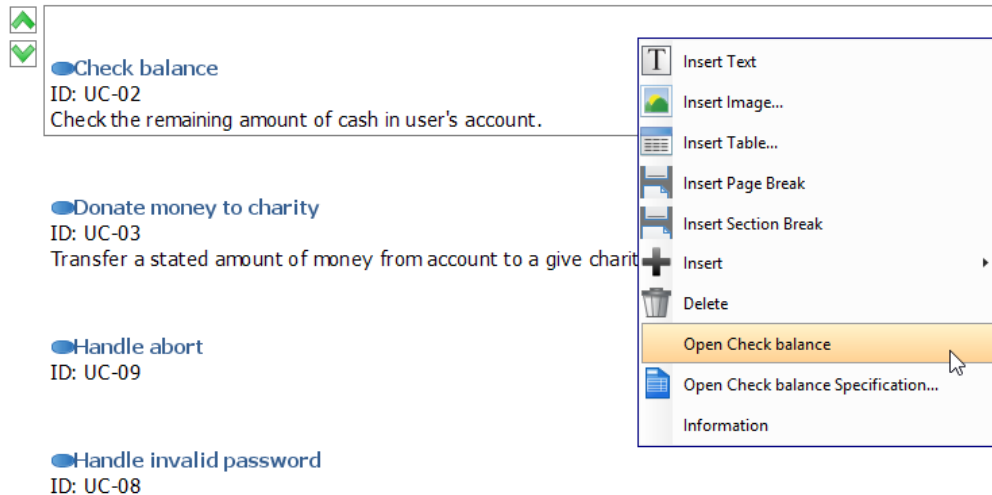 Check balance
ID: UC-02
Check the remaining amount of cash in user's account.
Donate money to charity
ID: UC-03
Transfer a stated amount of money from account to a give charit
Handle abort
ID: UC-09
Handle invalid password
ID: UC-08
T Insert Text
Insert Image...
Insert Table...
Insert Page Break
Insert Section Break
Insert
Delete
Open Check balance
Open Check balance Specification...
Information